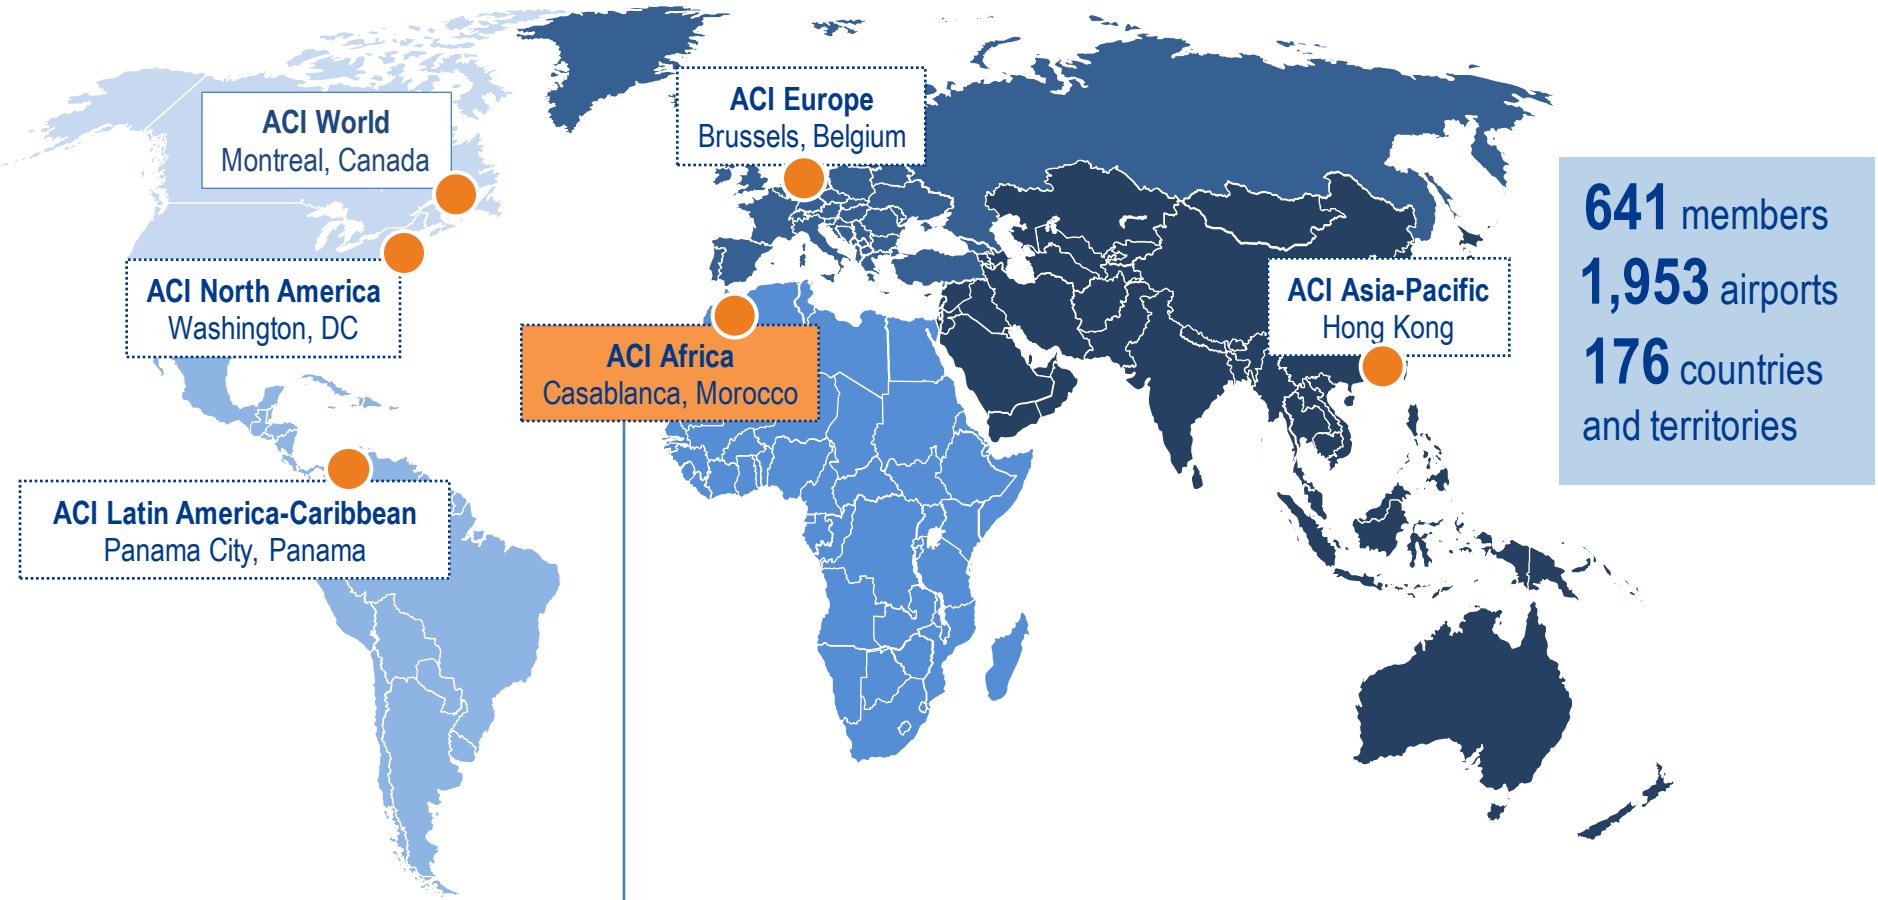 ACI World
Montreal, Canada
ACI Europe
Brussels, Belgium
ACI North America
Washington, DC
ACI Africa
Casablanca, Morocco
ACI Asia-Pacific
Hong Kong
ACI Latin America-Caribbean
Panama City, Panama
641 members
1,953 airports
176 countries
and territories